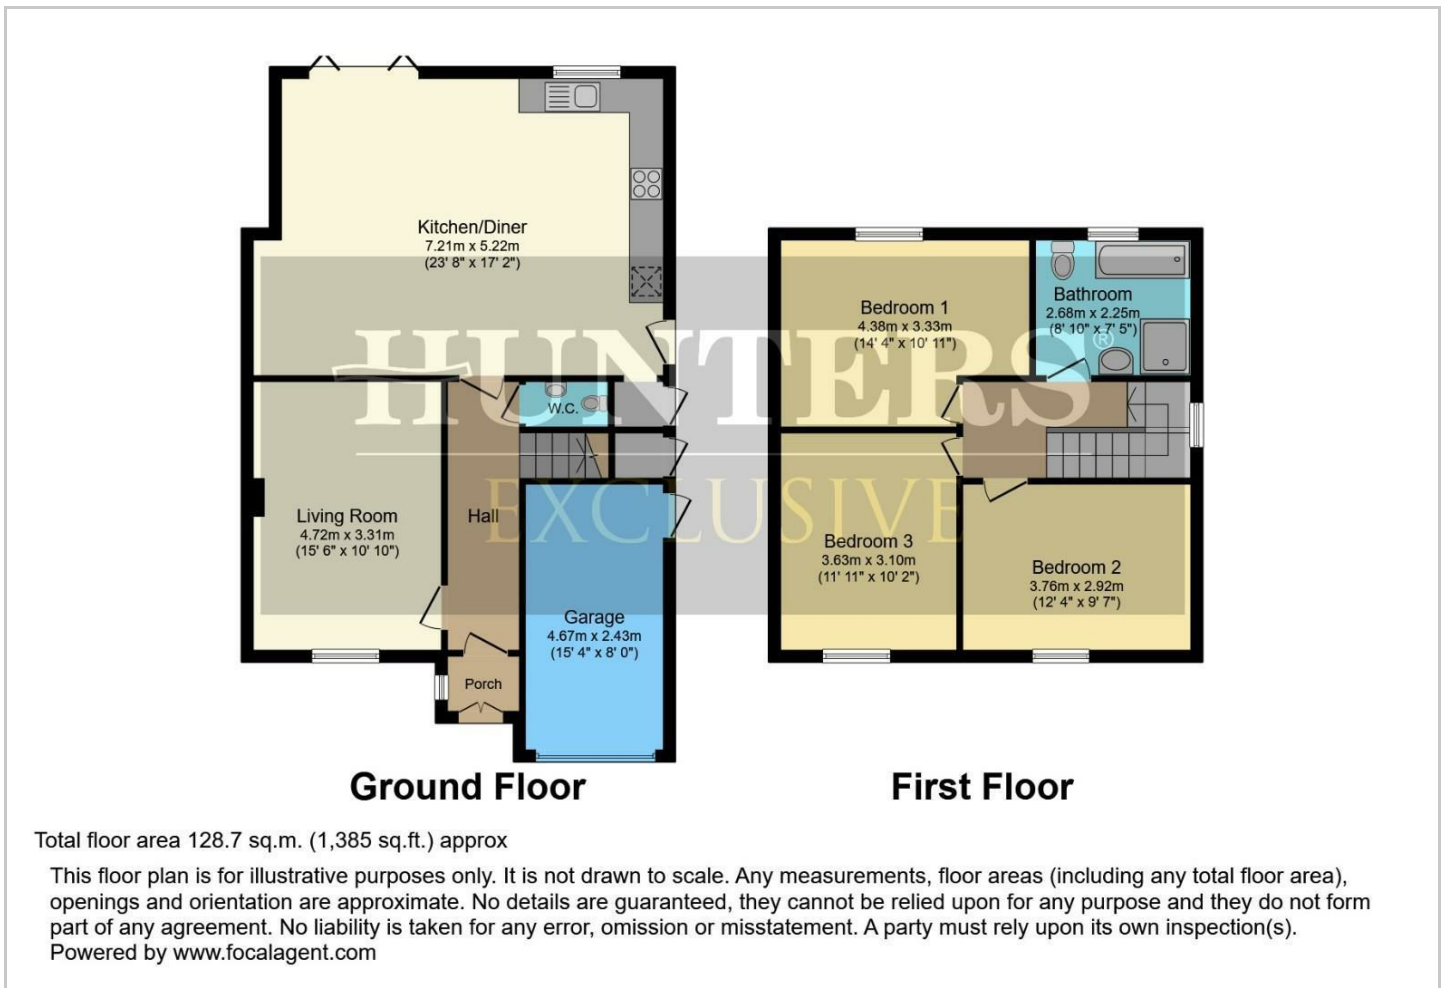 Kitchen/Diner
7.21m x 5.22m
(23' 8" x 17' 2")
W.C.
Living Room
4.72m x 3.31m
(15' 6" x 10' 10")
Hall
Garage
4.67m x 2.43m
(15' 4" x 8' 0")
Porch
Ground Floor
Bedroom 1
4.38m x 3.33m
(14' 4" x 10' 11")
Bathroom
2.68m x 2.25m
(8' 10" x 7' 5")
Bedroom 3
3.63m x 3.10m
(11' 11" x 10' 2")
Bedroom 2
3.76m x 2.92m
(12' 4" x 9' 7")
First Floor
HUNTERS®
EXCLUSIVE
Total floor area 128.7 sq.m. (1,385 sq.ft.) approx
This floor plan is for illustrative purposes only. It is not drawn to scale. Any measurements, floor areas (including any total floor area),
openings and orientation are approximate. No details are guaranteed, they cannot be relied upon for any purpose and they do not form
part of any agreement. No liability is taken for any error, omission or misstatement. A party must rely upon its own inspection(s).
Powered by www.focalagent.com